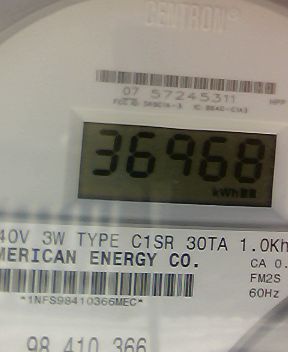 CENTRON®
07 57245311
36968
kWh
40V 3W TYPE C1SR 30TA 1.0Kh
MERICAN ENERGY CO. CA 0.
FM2S
*1NFS98410366MEC* 60Hz
98 410 366